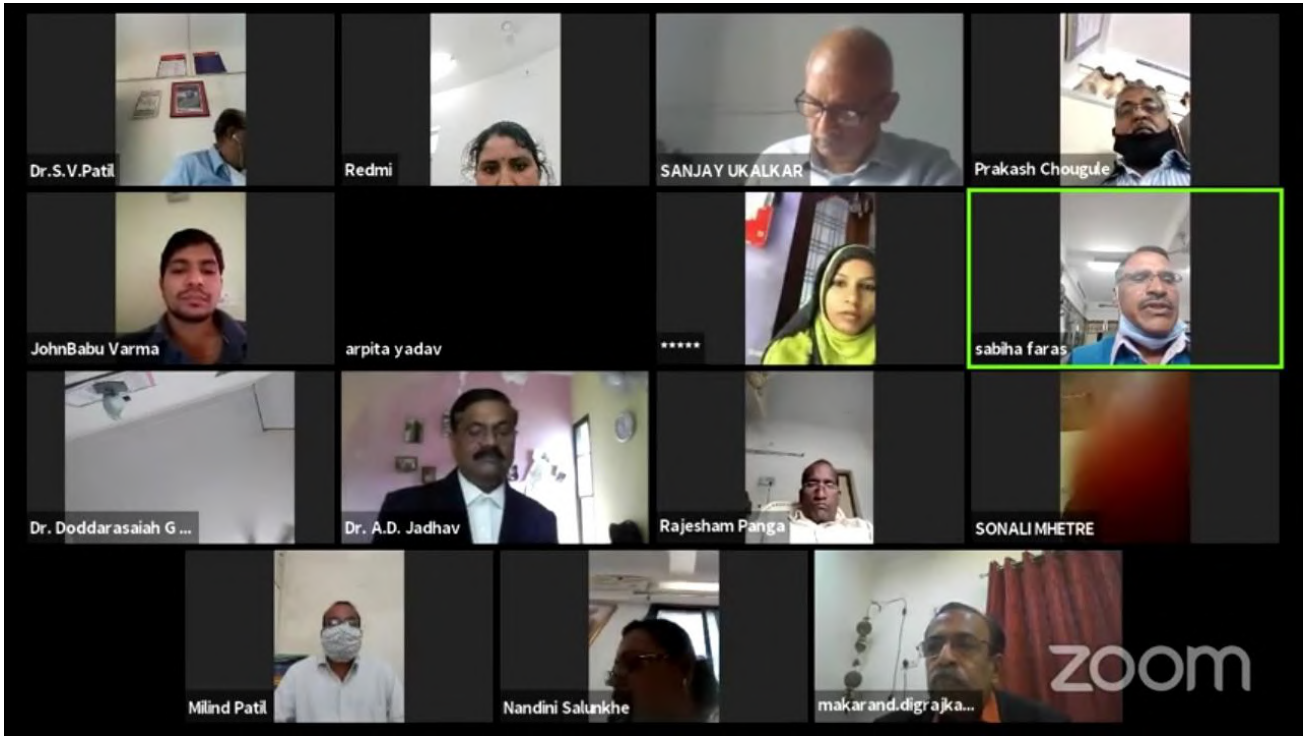 Dr.S.V.Patil
Redmi
SANJAY UKALKAR
Prakash Chougule
JohnBabu Varma
arpita yadav
*****
sabiha faras
Dr. Doddarasaiah G ...
Dr. A.D. Jadhav
Rajesham Panga
SONALI MHETRE
Milind Patil
Nandini Salunkhe
makarand.digrajka...
zoom